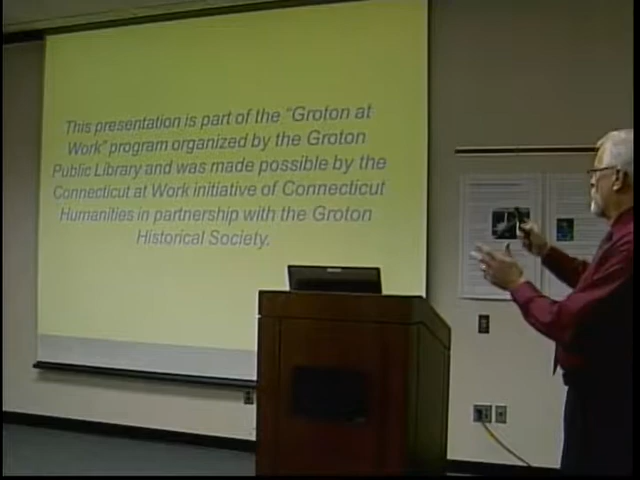 This presentation is part of the "Groton at
Work" program organized by the Groton
Public Library and was made possible by the
Connecticut at Work initiative of Connecticut
Humanities in partnership with the Groton
Historical Society.